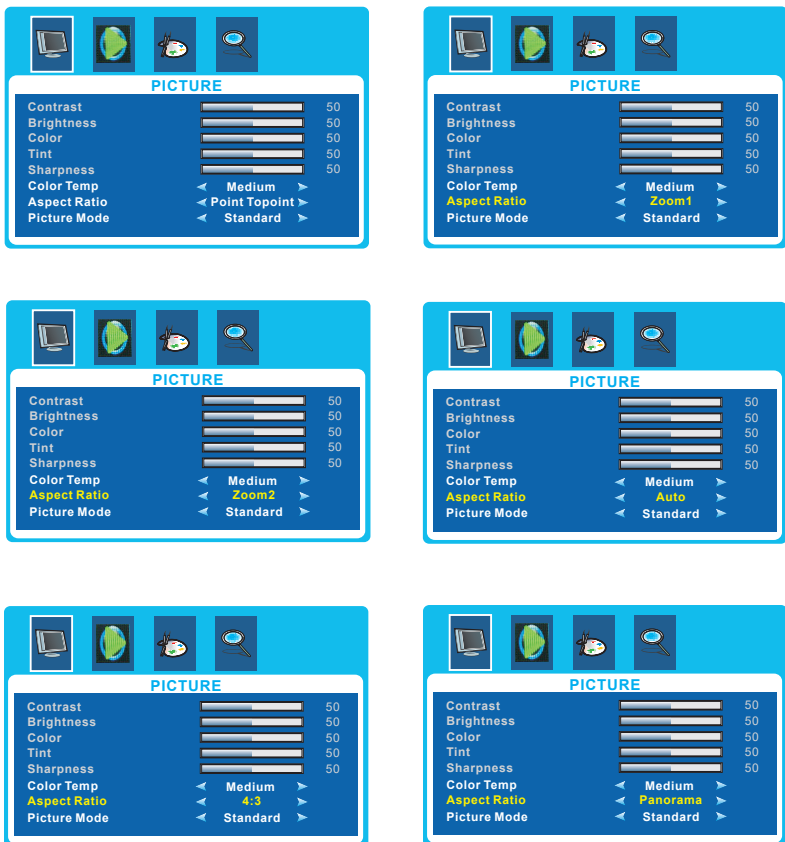 PICTURE
Contrast 50
Brightness 50
Color 50
Tint 50
Sharpness 50
Color Temp Medium
Aspect Ratio Point Topoint
Picture Mode Standard
PICTURE
Contrast 50
Brightness 50
Color 50
Tint 50
Sharpness 50
Color Temp Medium
Aspect Ratio Zoom1
Picture Mode Standard
PICTURE
Contrast 50
Brightness 50
Color 50
Tint 50
Sharpness 50
Color Temp Medium
Aspect Ratio Zoom2
Picture Mode Standard
PICTURE
Contrast 50
Brightness 50
Color 50
Tint 50
Sharpness 50
Color Temp Medium
Aspect Ratio Auto
Picture Mode Standard
PICTURE
Contrast 50
Brightness 50
Color 50
Tint 50
Sharpness 50
Color Temp Medium
Aspect Ratio 4:3
Picture Mode Standard
PICTURE
Contrast 50
Brightness 50
Color 50
Tint 50
Sharpness 50
Color Temp Medium
Aspect Ratio Panorama
Picture Mode Standard